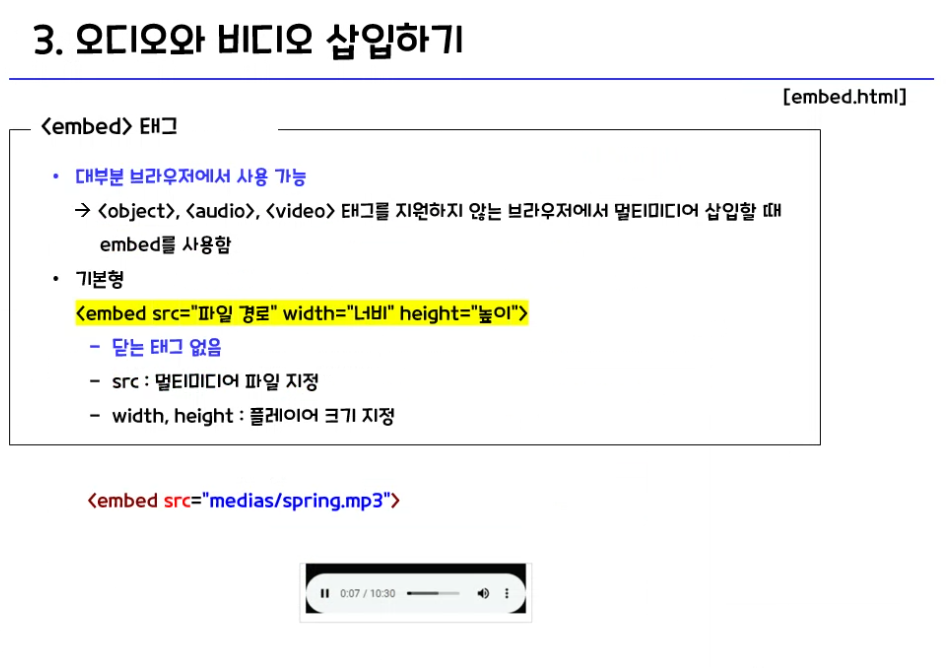 3. 오디오와 비디오 삽입하기
[embed.html]
<embed> 태그
• 대부분 브라우저에서 사용 가능
→ <object>, <audio>, <video> 태그를 지원하지 않는 브라우저에서 멀티미디어 삽입할 때
embed를 사용함
• 기본형
<embed src="파일 경로" width="너비" height="높이">
– 닫는 태그 없음
– src : 멀티미디어 파일 지정
– width, height : 플레이어 크기 지정
<embed src="medias/spring.mp3">
0:07 / 10:30